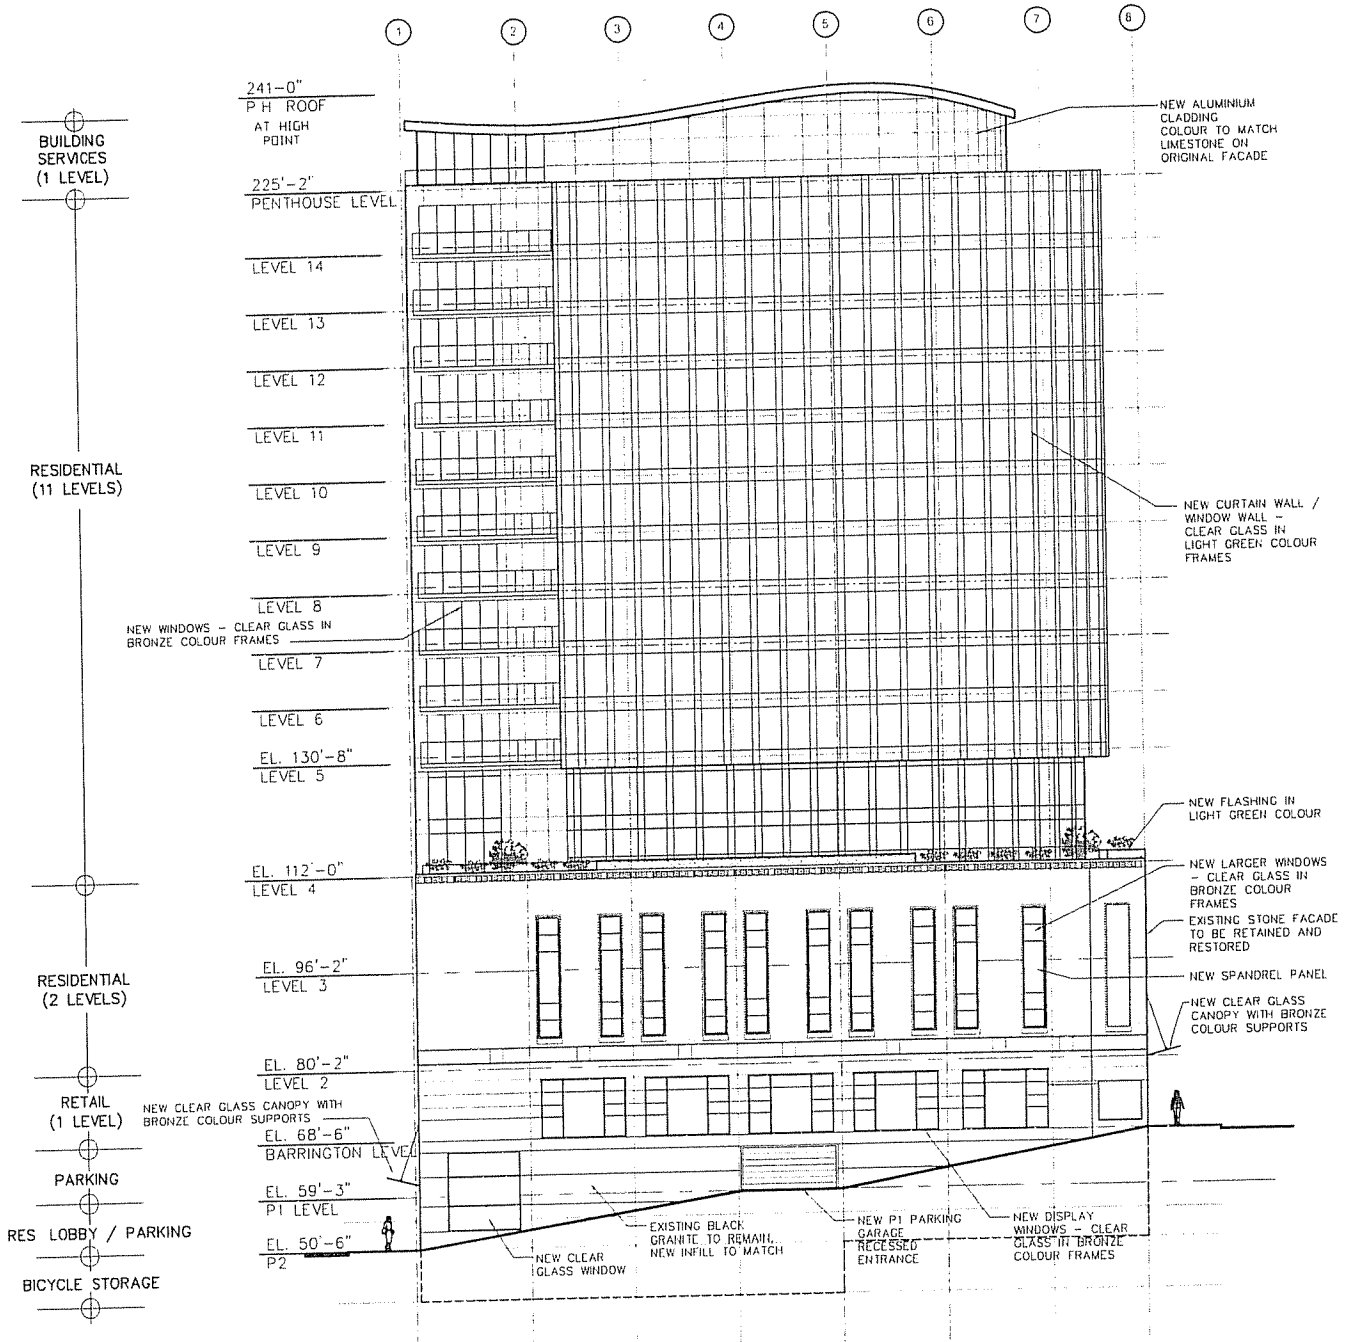 1 2 3 4 5 6 7 8
241-0"
P H ROOF
AT HIGH
POINT
BUILDING
SERVICES
(1 LEVEL)
NEW ALUMINIUM
CLADDING
COLOUR TO MATCH
LIMESTONE ON
ORIGINAL FACADE
225'-2"
PENTHOUSE LEVEL
LEVEL 14
LEVEL 13
LEVEL 12
LEVEL 11
RESIDENTIAL
(11 LEVELS)
LEVEL 10
NEW CURTAIN WALL /
WINDOW WALL -
CLEAR GLASS IN
LIGHT GREEN COLOUR
FRAMES
LEVEL 9
LEVEL 8
NEW WINDOWS - CLEAR GLASS IN
BRONZE COLOUR FRAMES
LEVEL 7
LEVEL 6
EL. 130'-8"
LEVEL 5
NEW FLASHING IN
LIGHT GREEN COLOUR
EL. 112'-0"
LEVEL 4
NEW LARGER WINDOWS
- CLEAR GLASS IN
BRONZE COLOUR
FRAMES
EXISTING STONE FACADE
TO BE RETAINED AND
RESTORED
EL. 96'-2"
LEVEL 3
RESIDENTIAL
(2 LEVELS)
NEW SPANDREL PANEL
NEW CLEAR GLASS
CANOPY WITH BRONZE
COLOUR SUPPORTS
EL. 80'-2"
LEVEL 2
RETAIL
(1 LEVEL)
NEW CLEAR GLASS CANOPY WITH
BRONZE COLOUR SUPPORTS
EL. 68'-6"
BARRINGTON LEVEL
PARKING
EL. 59'-3"
P1 LEVEL
RES LOBBY / PARKING
EL. 50'-6"
P2
BICYCLE STORAGE
NEW CLEAR
GLASS WINDOW
EXISTING BLACK
GRANITE TO REMAIN,
NEW INFILL TO MATCH
NEW P1 PARKING
GARAGE
RECESSED
ENTRANCE
NEW DISPLAY
WINDOWS - CLEAR
GLASS IN BRONZE
COLOUR FRAMES